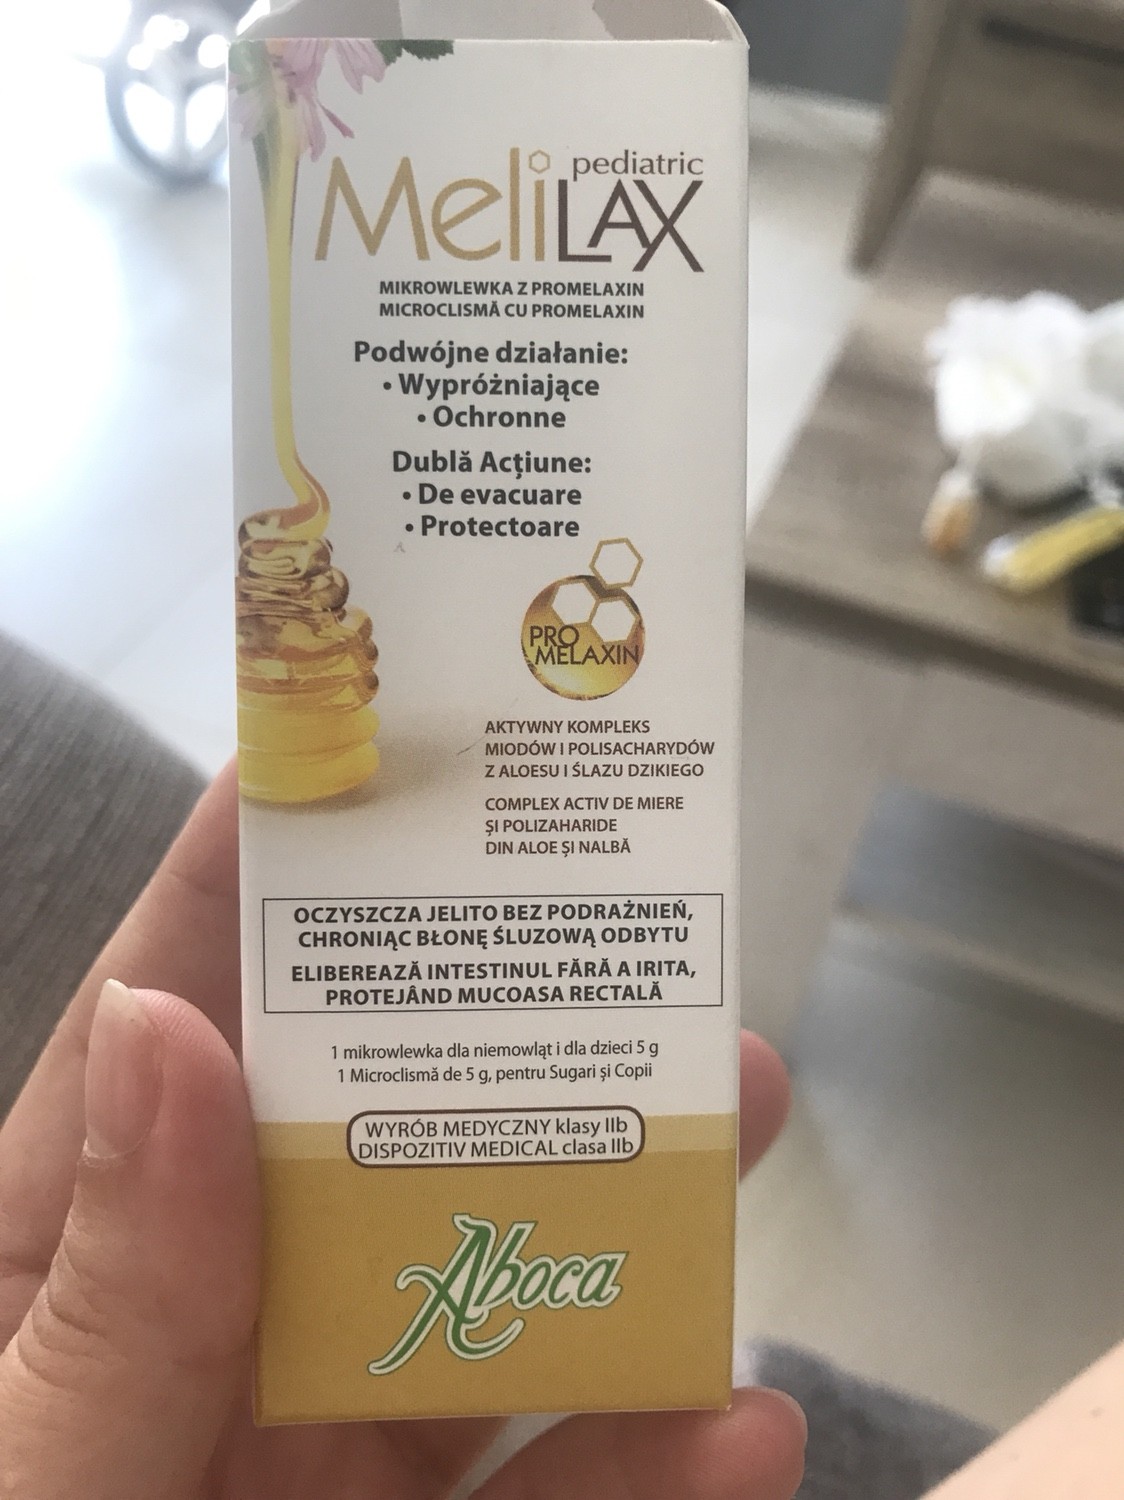 pediatric
MeliLAX
MIKROWLEWKA Z PROMELAXIN
MICROCLISMĂ CU PROMELAXIN
Podwójne działanie:
• Wypróżniające
• Ochronne
Dublă Acțiune:
• De evacuare
• Protectoare
PRO
MELAXIN
AKTYWNY KOMPLEKS
MIODÓW I POLISACHARYDÓW
Z ALOESU I ŚLAZU DZIKIEGO
COMPLEX ACTIV DE MIERE
ȘI POLIZAHARIDE
DIN ALOE ȘI NALBĂ
OCZYSZCZA JELITO BEZ PODRAŻNIEŃ,
CHRONIĄC BŁONĘ ŚLUZOWĄ ODBYTU
ELIBEREAZĂ INTESTINUL FĂRĂ A IRITA,
PROTEJÂND MUCOASA RECTALĂ
1 mikrowlewka dla niemowląt i dla dzieci 5 g
1 Microclismă de 5 g, pentru Sugari și Copii
WYRÓB MEDYCZNY klasy IIb
DISPOZITIV MEDICAL clasa IIb
Aboca